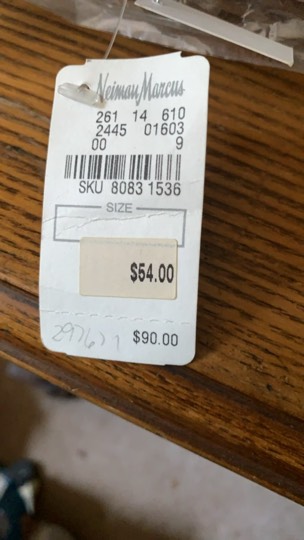 Neiman Marcus
261 14 610
2445 01603
00 9
SKU 8083 1536
SIZE
$54.00
$90.00